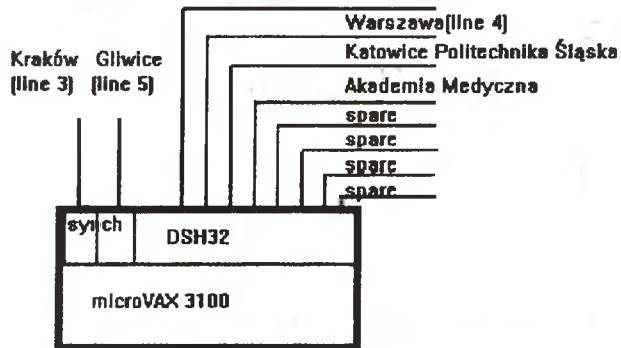 Warszawa(line 4)
Katowice Politechnika Śląska
Kraków Gliwice
(line 3) (line 5)
Akademia Medyczna
spare
spare
spare
spare
synch DSH32
microVAX 3100